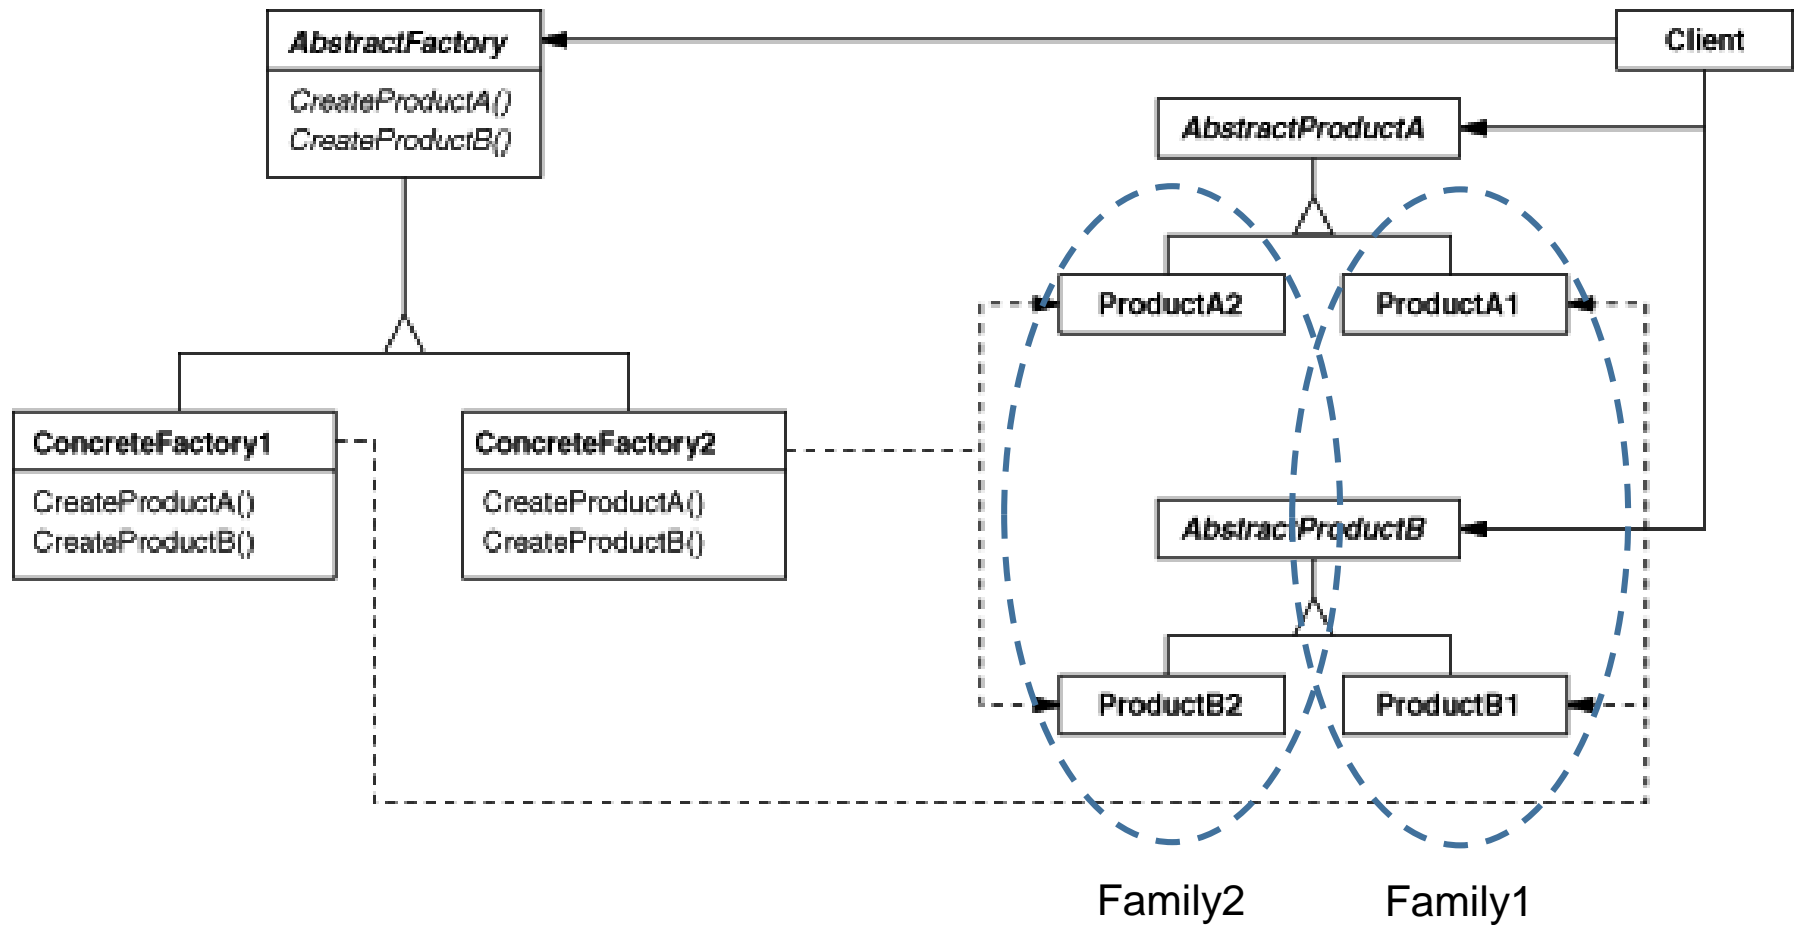 AbstractFactory
CreateProductA()
CreateProductB()
Client
AbstractProductA
ProductA2
ProductA1
ConcreteFactory1
CreateProductA()
CreateProductB()
ConcreteFactory2
CreateProductA()
CreateProductB()
AbstractProductB
ProductB2
ProductB1
Family2
Family1